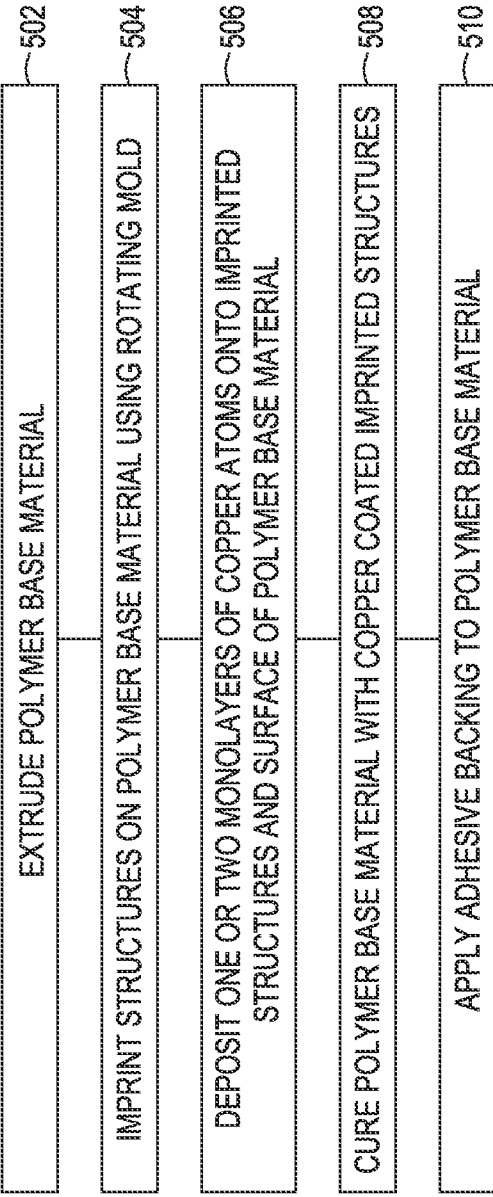 EXTRUDE POLYMER BASE MATERIAL
502
IMPRINT STRUCTURES ON POLYMER BASE MATERIAL USING ROTATING MOLD
504
DEPOSIT ONE OR TWO MONOLAYERS OF COPPER ATOMS ONTO IMPRINTED
STRUCTURES AND SURFACE OF POLYMER BASE MATERIAL
506
CURE POLYMER BASE MATERIAL WITH COPPER COATED IMPRINTED STRUCTURES
508
APPLY ADHESIVE BACKING TO POLYMER BASE MATERIAL
510